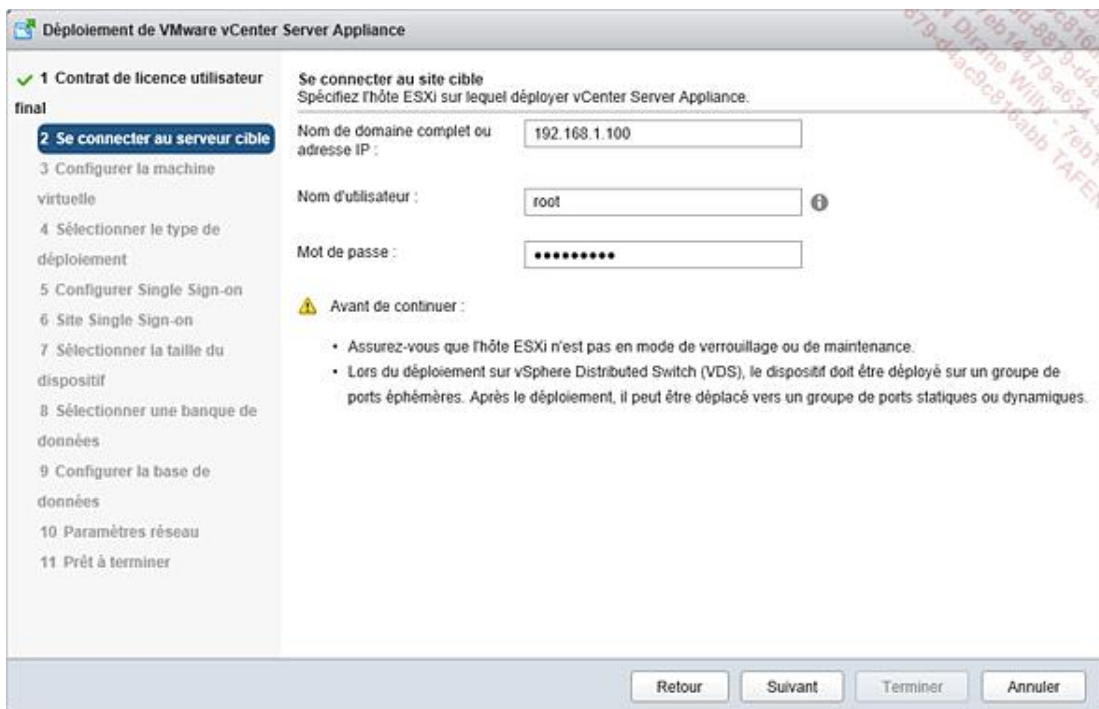 Déploiement de VMware vCenter Server Appliance
1 Contrat de licence utilisateur
final
2 Se connecter au serveur cible
3 Configurer la machine
virtuelle
4 Sélectionner le type de
déploiement
5 Configurer Single Sign-on
6 Site Single Sign-on
7 Sélectionner la taille du
dispositif
8 Sélectionner une banque de
données
9 Configurer la base de
données
10 Paramètres réseau
11 Prêt à terminer
Se connecter au site cible
Spécifiez l'hôte ESXi sur lequel déployer vCenter Server Appliance.
Nom de domaine complet ou
adresse IP :
192.168.1.100
Nom d'utilisateur :
root
Mot de passe :
•••••••••
Avant de continuer :
• Assurez-vous que l'hôte ESXi n'est pas en mode de verrouillage ou de maintenance.
• Lors du déploiement sur vSphere Distributed Switch (VDS), le dispositif doit être déployé sur un groupe de
ports éphémères. Après le déploiement, il peut être déplacé vers un groupe de ports statiques ou dynamiques.
Retour
Suivant
Terminer
Annuler